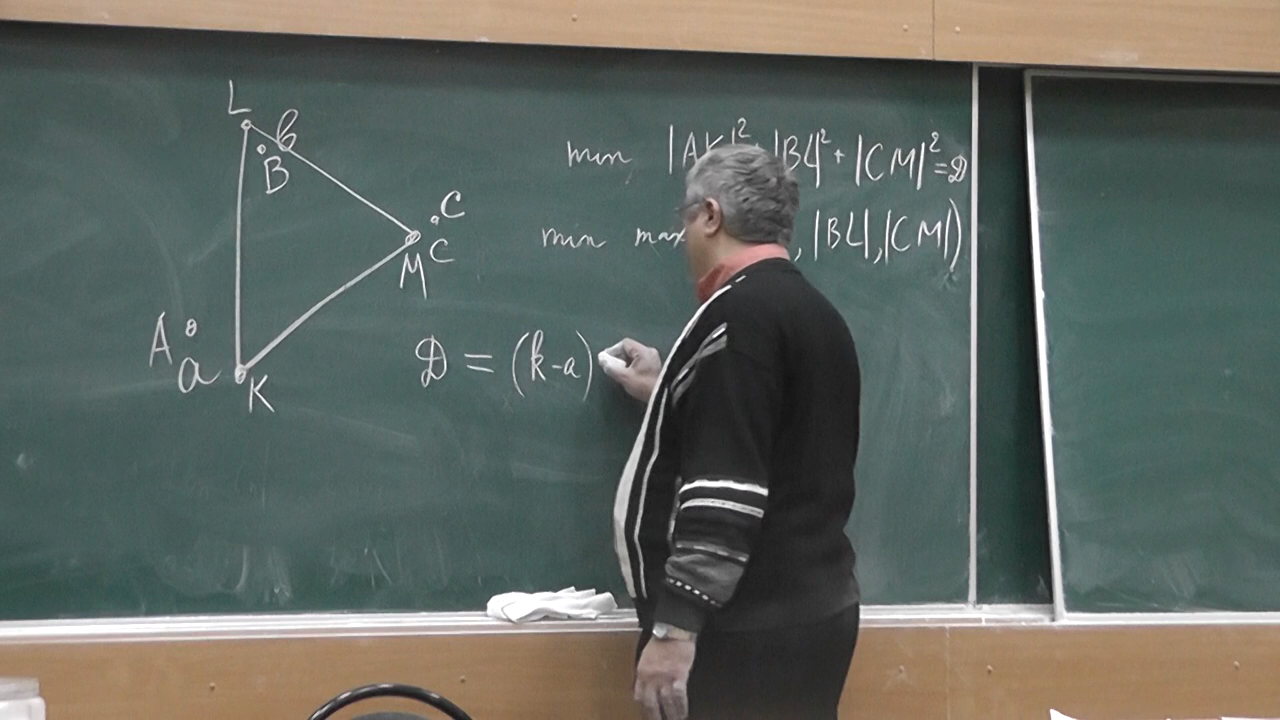 L
b
B
C
C
M
A
a
K
min |AK|² + |BL|² + |CM|² = D
min max , |BL|, |CM|)
D = (k-a)